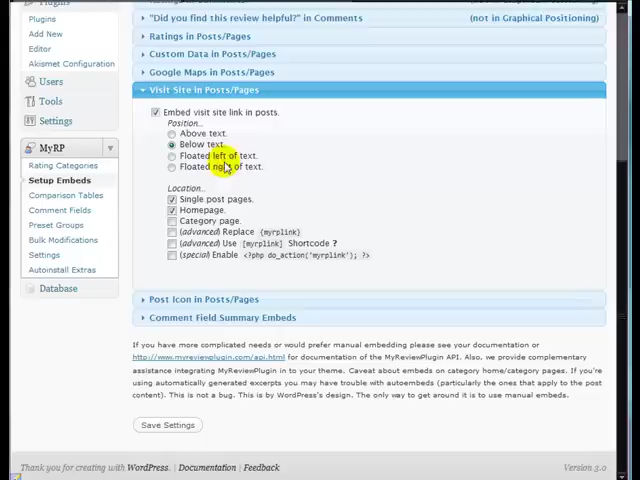 Plugins
Plugins
Add New
Editor
Akismet Configuration
Users
Tools
Settings
MyRP
Rating Categories
Setup Embeds
Comparison Tables
Comment Fields
Preset Groups
Bulk Modifications
Settings
Autoinstall Extras
Database
"Did you find this review helpful?" in Comments (not in Graphical Positioning)
Ratings in Posts/Pages
Custom Data in Posts/Pages
Google Maps in Posts/Pages
Visit Site in Posts/Pages
Embed visit site link in posts.
Position...
Above text.
Below text.
Floated left of text.
Floated right of text.
Location...
Single post pages.
Homepage.
Category page.
(advanced) Replace {myrplink}
(advanced) Use [myrplink] Shortcode ?
(special) Enable <?php do_action('myrplink'); ?>
Post Icon in Posts/Pages
Comment Field Summary Embeds
If you have more complicated needs or would prefer manual embedding please see your documentation or
http://www.myreviewplugin.com/api.html for documentation of the MyReviewPlugin API. Also, we provide complementary
assistance integrating MyReviewPlugin in to your theme. Caveat about embeds on category home/category pages. If you're
using automatically generated excerpts you may have trouble with autoembeds (particularly the ones that apply to the post
content). This is not a bug. This is WordPress's design. The only way to get around it is to use manual embeds.
Save Settings
Thank you for creating with WordPress. | Documentation | Feedback
Version 3.0